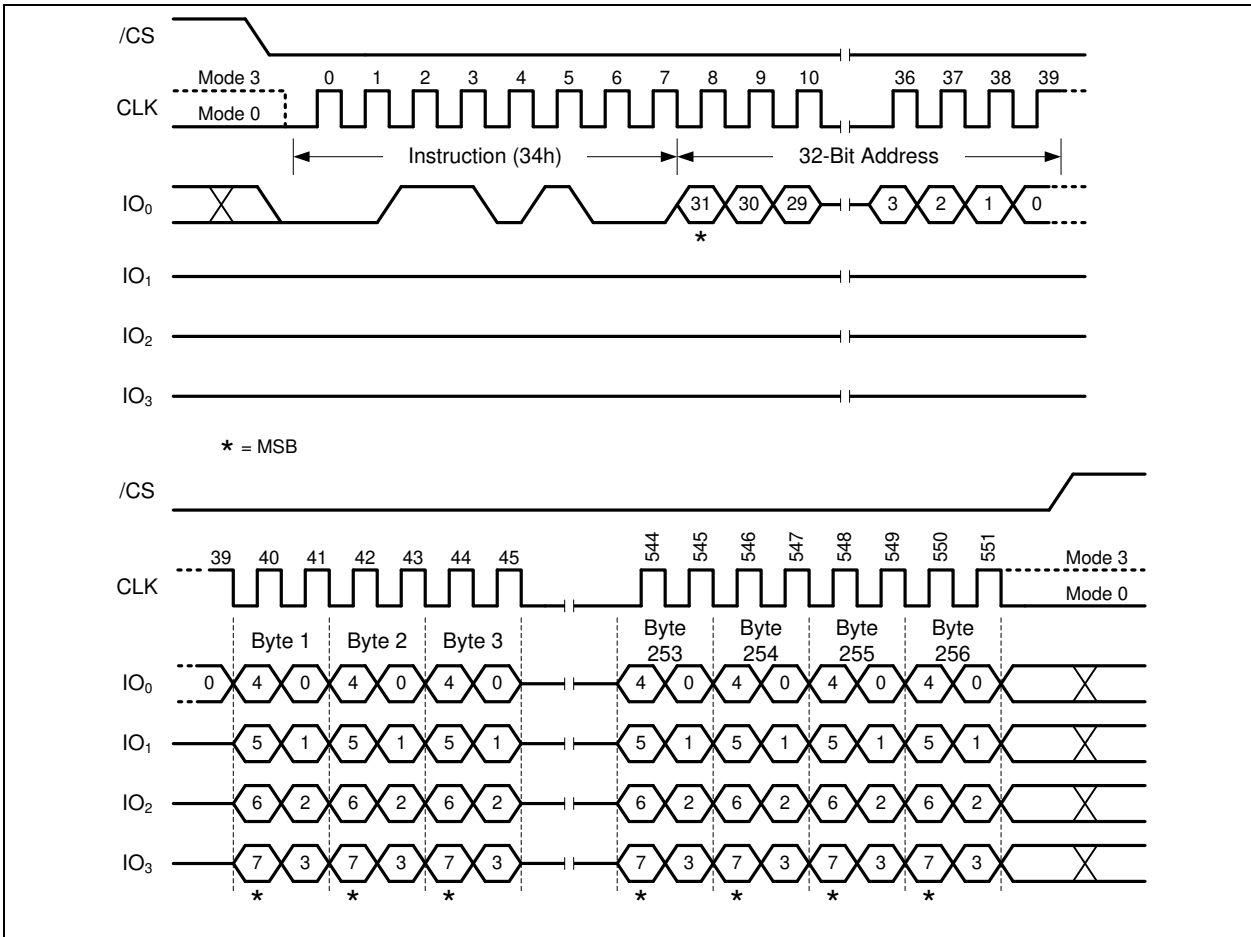 /CS
Mode 3 0 1 2 3 4 5 6 7 8 9 10 36 37 38 39
CLK Mode 0
Instruction (34h) 32-Bit Address
IO₀ 31 30 29 3 2 1 0
*
IO₁
IO₂
IO₃
* = MSB
/CS
39 40 41 42 43 44 45 544 545 546 547 548 549 550 551 Mode 3
CLK Mode 0
Byte 1 Byte 2 Byte 3 Byte 253 Byte 254 Byte 255 Byte 256
IO₀ 0 4 0 4 0 4 0 4 0 4 0 4 0 4 0
IO₁ 5 1 5 1 5 1 5 1 5 1 5 1 5 1
IO₂ 6 2 6 2 6 2 6 2 6 2 6 2 6 2
IO₃ 7 3 7 3 7 3 7 3 7 3 7 3 7 3
* * * * * * *